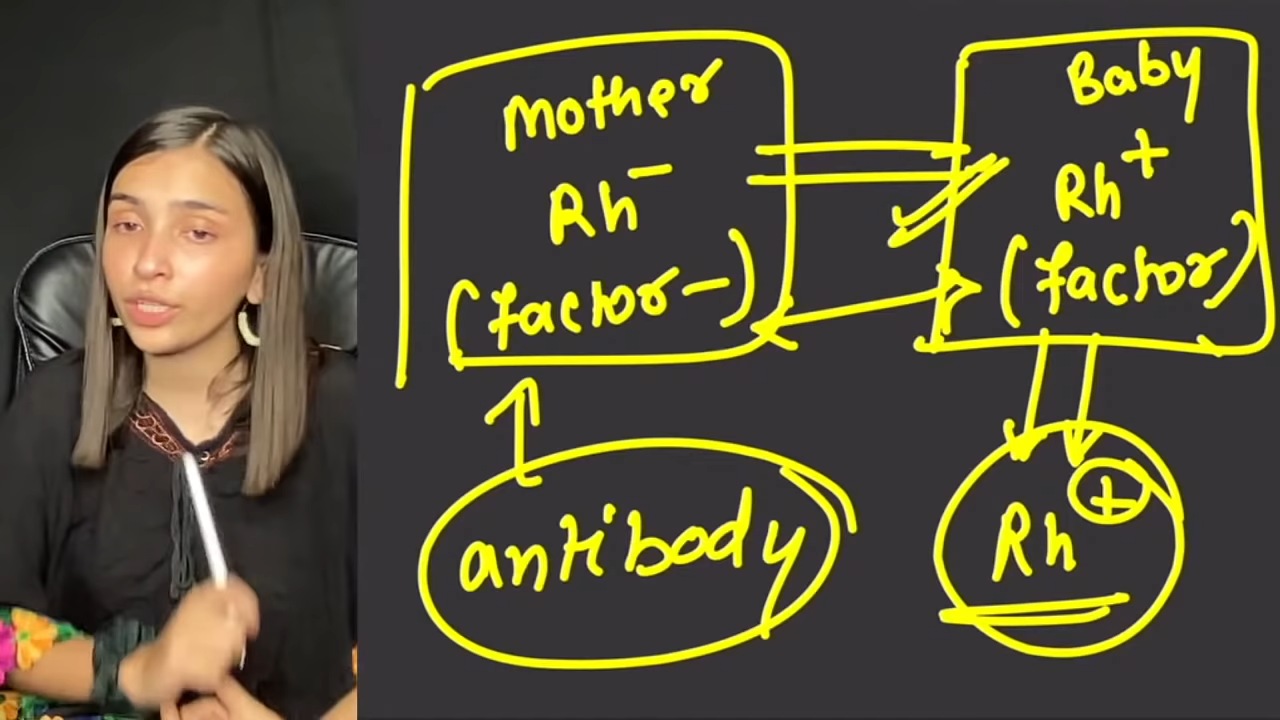 Mother
Rh-
(factor-)
Baby
Rh+
(factor)
antibody
Rh+